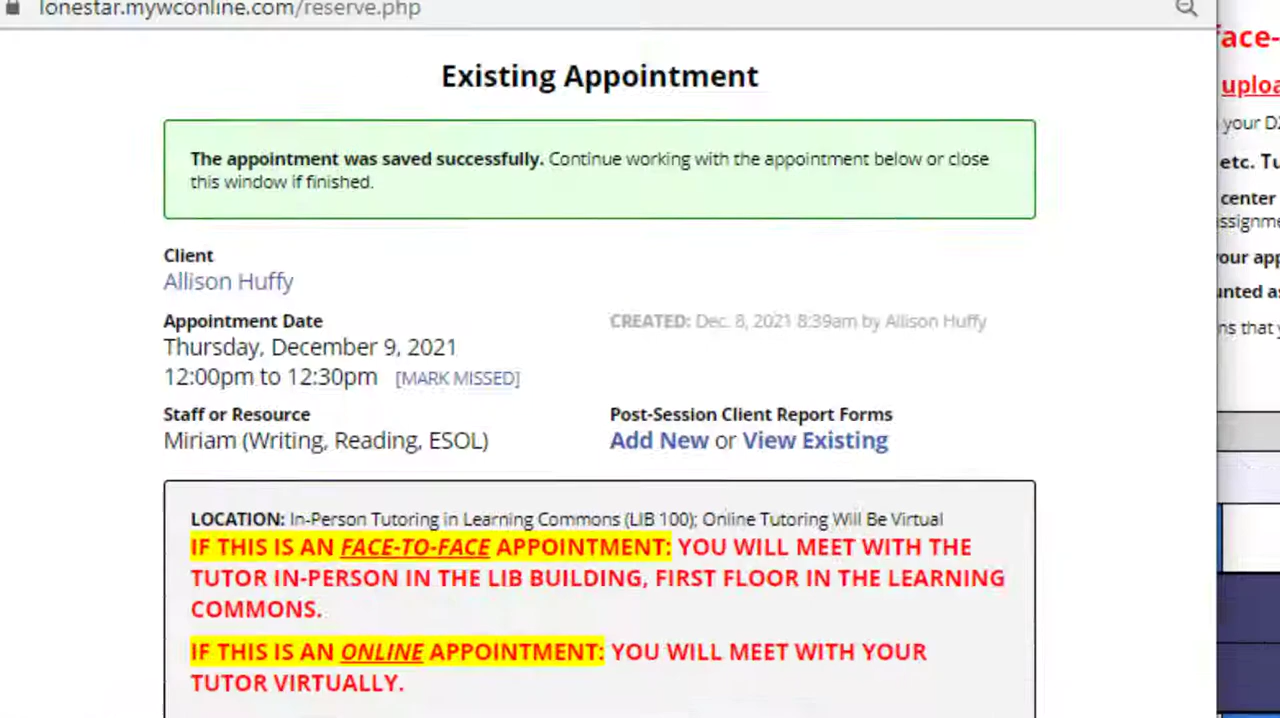 lonestar.mywconline.com/reserve.php
Existing Appointment
The appointment was saved successfully. Continue working with the appointment below or close
this window if finished.
Client
Allison Huffy
Appointment Date
CREATED: Dec. 8, 2021 8:39am by Allison Huffy
Thursday, December 9, 2021
12:00pm to 12:30pm [MARK MISSED]
Staff or Resource
Miriam (Writing, Reading, ESOL)
Post-Session Client Report Forms
Add New or View Existing
LOCATION: In-Person Tutoring in Learning Commons (LIB 100); Online Tutoring Will Be Virtual
IF THIS IS AN FACE-TO-FACE APPOINTMENT: YOU WILL MEET WITH THE
TUTOR IN-PERSON IN THE LIB BUILDING, FIRST FLOOR IN THE LEARNING
COMMONS.
IF THIS IS AN ONLINE APPOINTMENT: YOU WILL MEET WITH YOUR
TUTOR VIRTUALLY.
face-
your
etc.
center
your
that